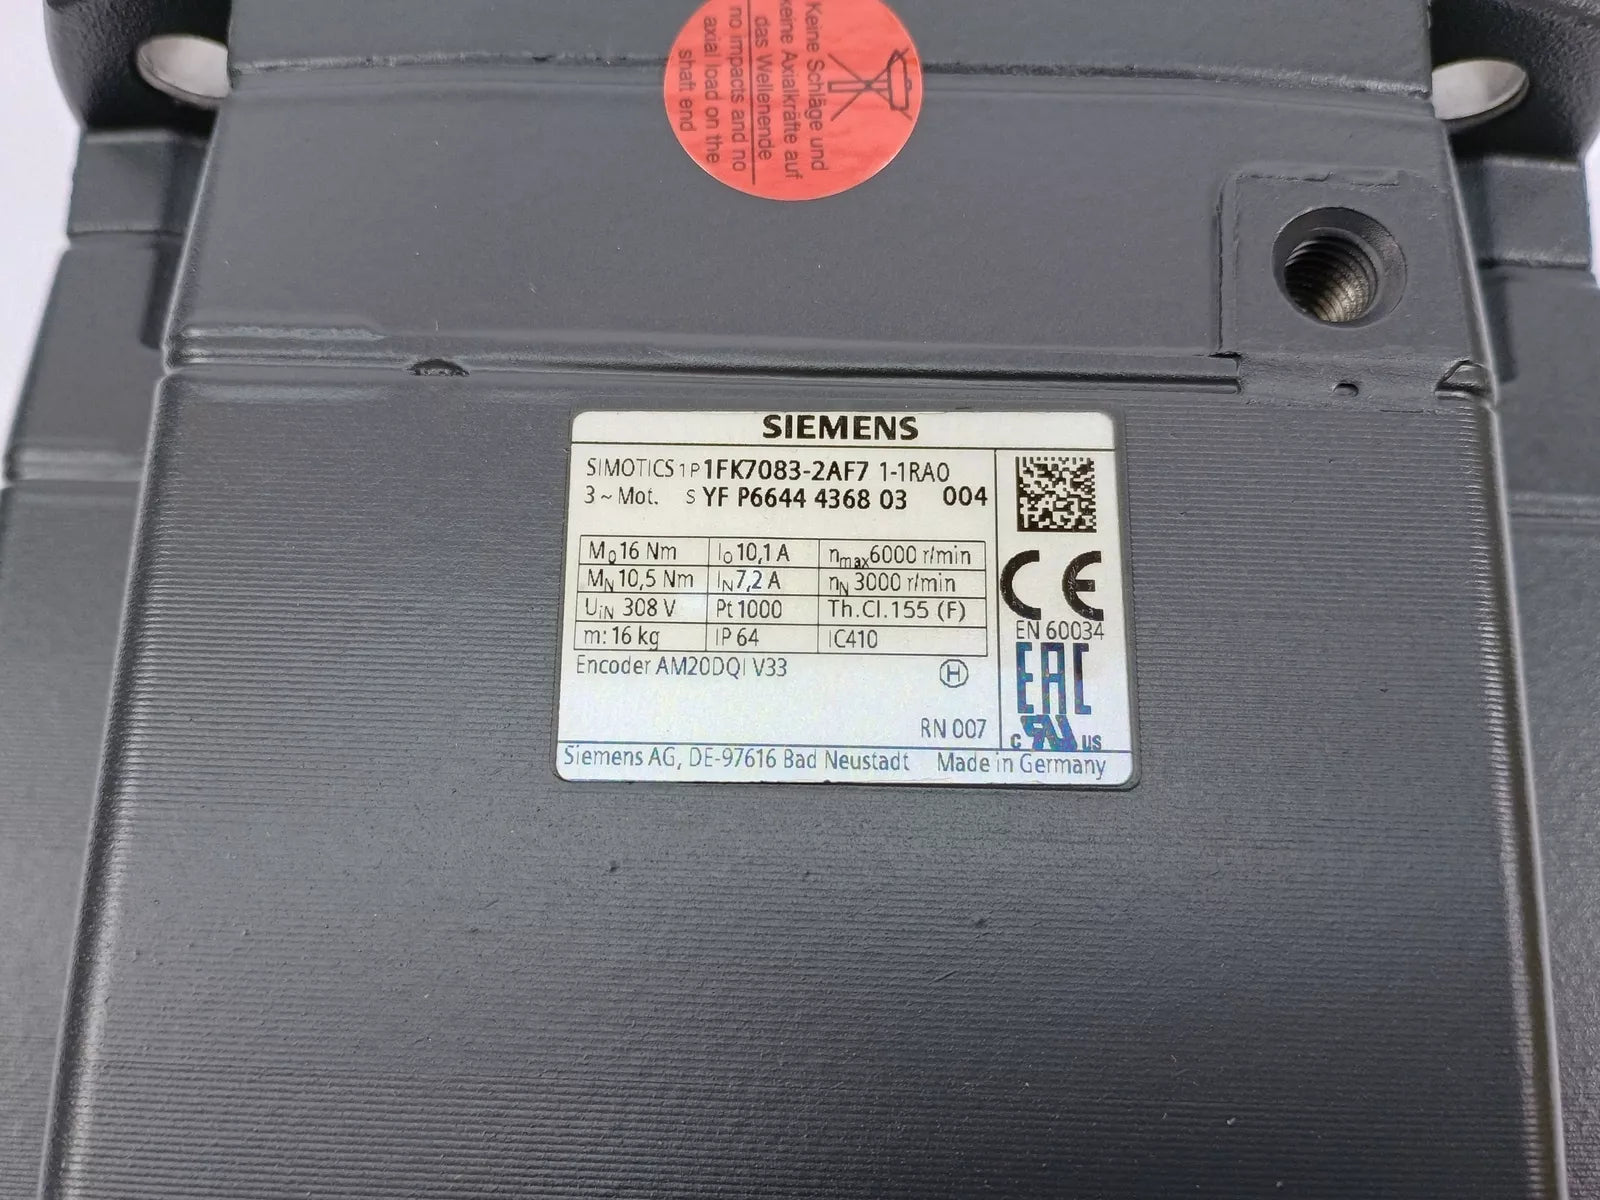 Keine Schläge und
keine Axialkräfte auf
das Wellenende
no impacts and no
axial load on the
shaft end
SIEMENS
SIMOTICS 1P 1FK7083-2AF7 1-1RA0
3 ~ Mot. S YF P6644 4368 03 004
M0 16 Nm I0 10,1 A nmax 6000 r/min
MN 10,5 Nm IN 7,2 A nN 3000 r/min
UiN 308 V Pt1000 Th.Cl.155 (F)
m: 16 kg IP 64 IC410
Encoder AM20DQI V33 H
RN 007
CE
EN 60034
EAC
c UR us
Siemens AG, DE-97616 Bad Neustadt Made in Germany